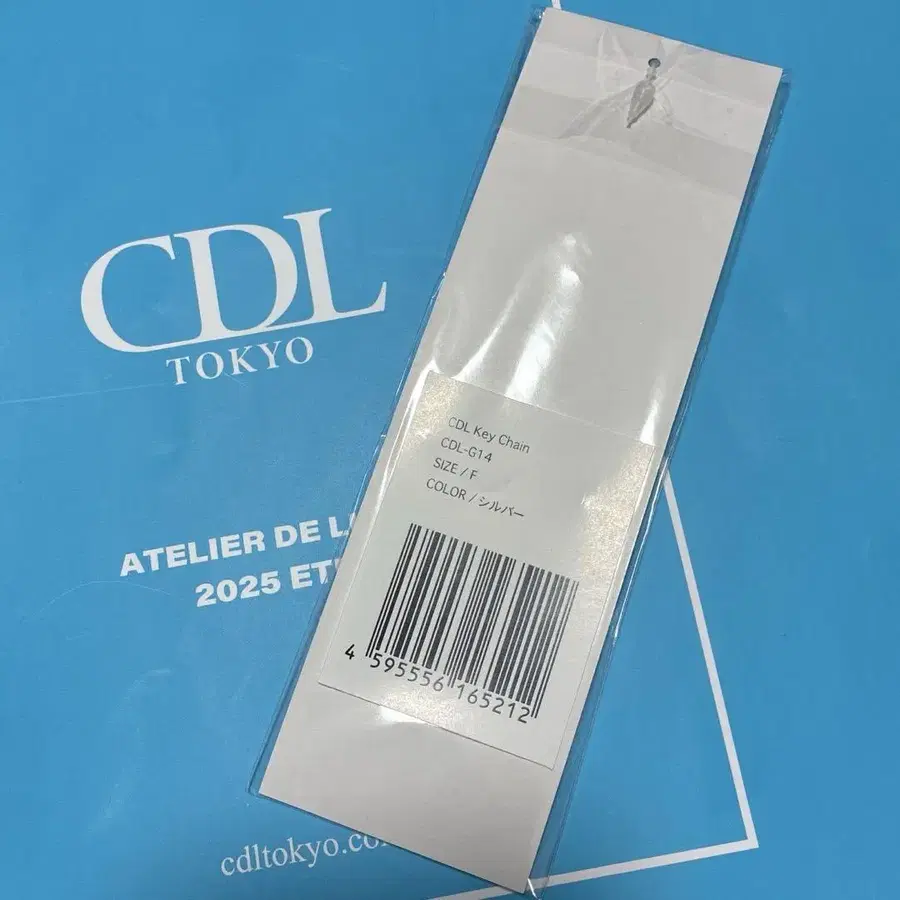 CDL
TOKYO
ATELIER DE
2025
cdltokyo.co
CDL Key Chain
CDL-G14
SIZE / F
COLOR / シルバー
4 595556 165212